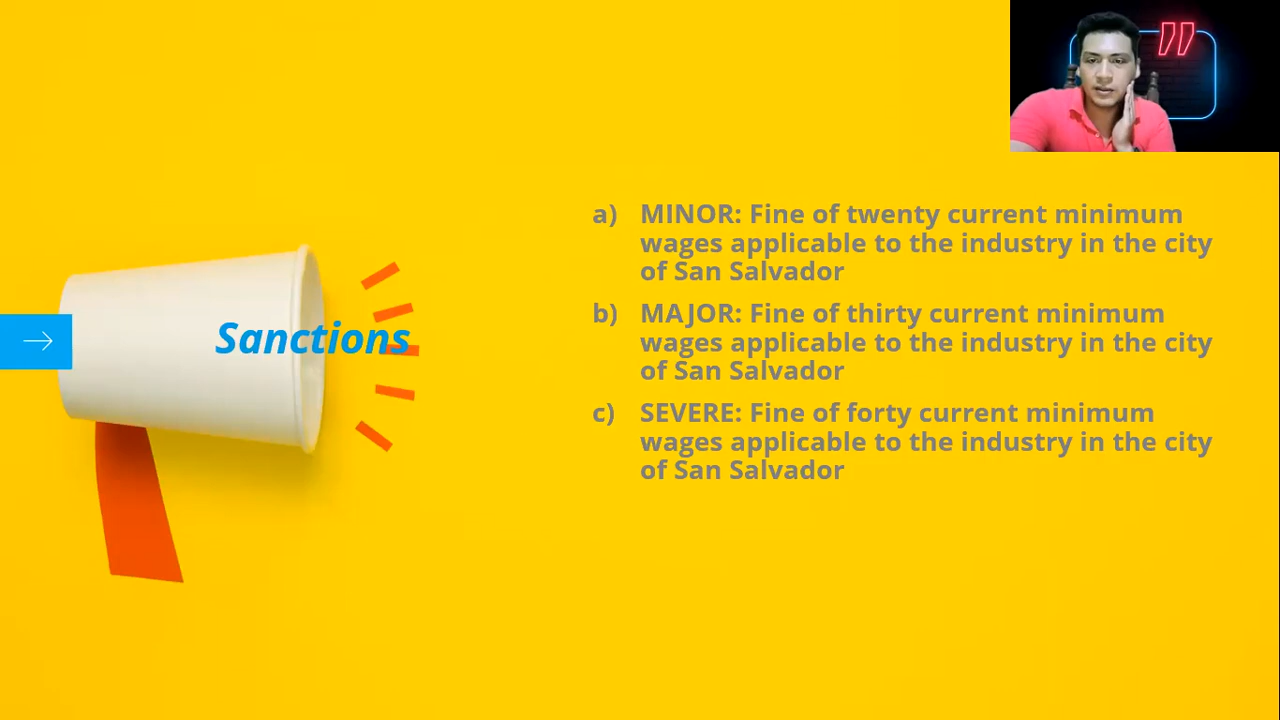 Sanctions
a) MINOR: Fine of twenty current minimum
wages applicable to the industry in the city
of San Salvador
b) MAJOR: Fine of thirty current minimum
wages applicable to the industry in the city
of San Salvador
c) SEVERE: Fine of forty current minimum
wages applicable to the industry in the city
of San Salvador